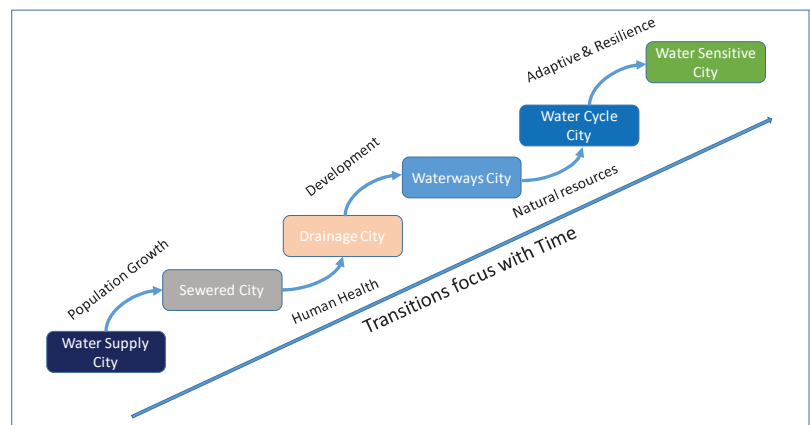 Adaptive & Resilience
Water Sensitive
City
Water Cycle
City
Development
Waterways City
Natural resources
Drainage City
Population Growth
Sewered City
Human Health
Transitions focus with Time
Water Supply
City